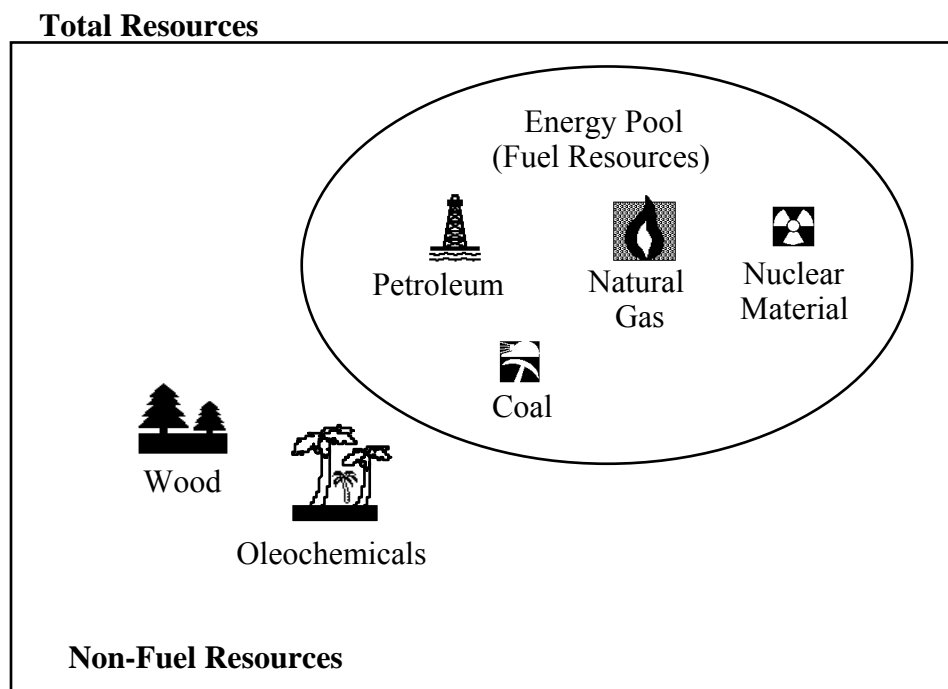 Total Resources
Energy Pool
(Fuel Resources)
Petroleum
Natural
Gas
Nuclear
Material
Coal
Wood
Oleochemicals
Non-Fuel Resources